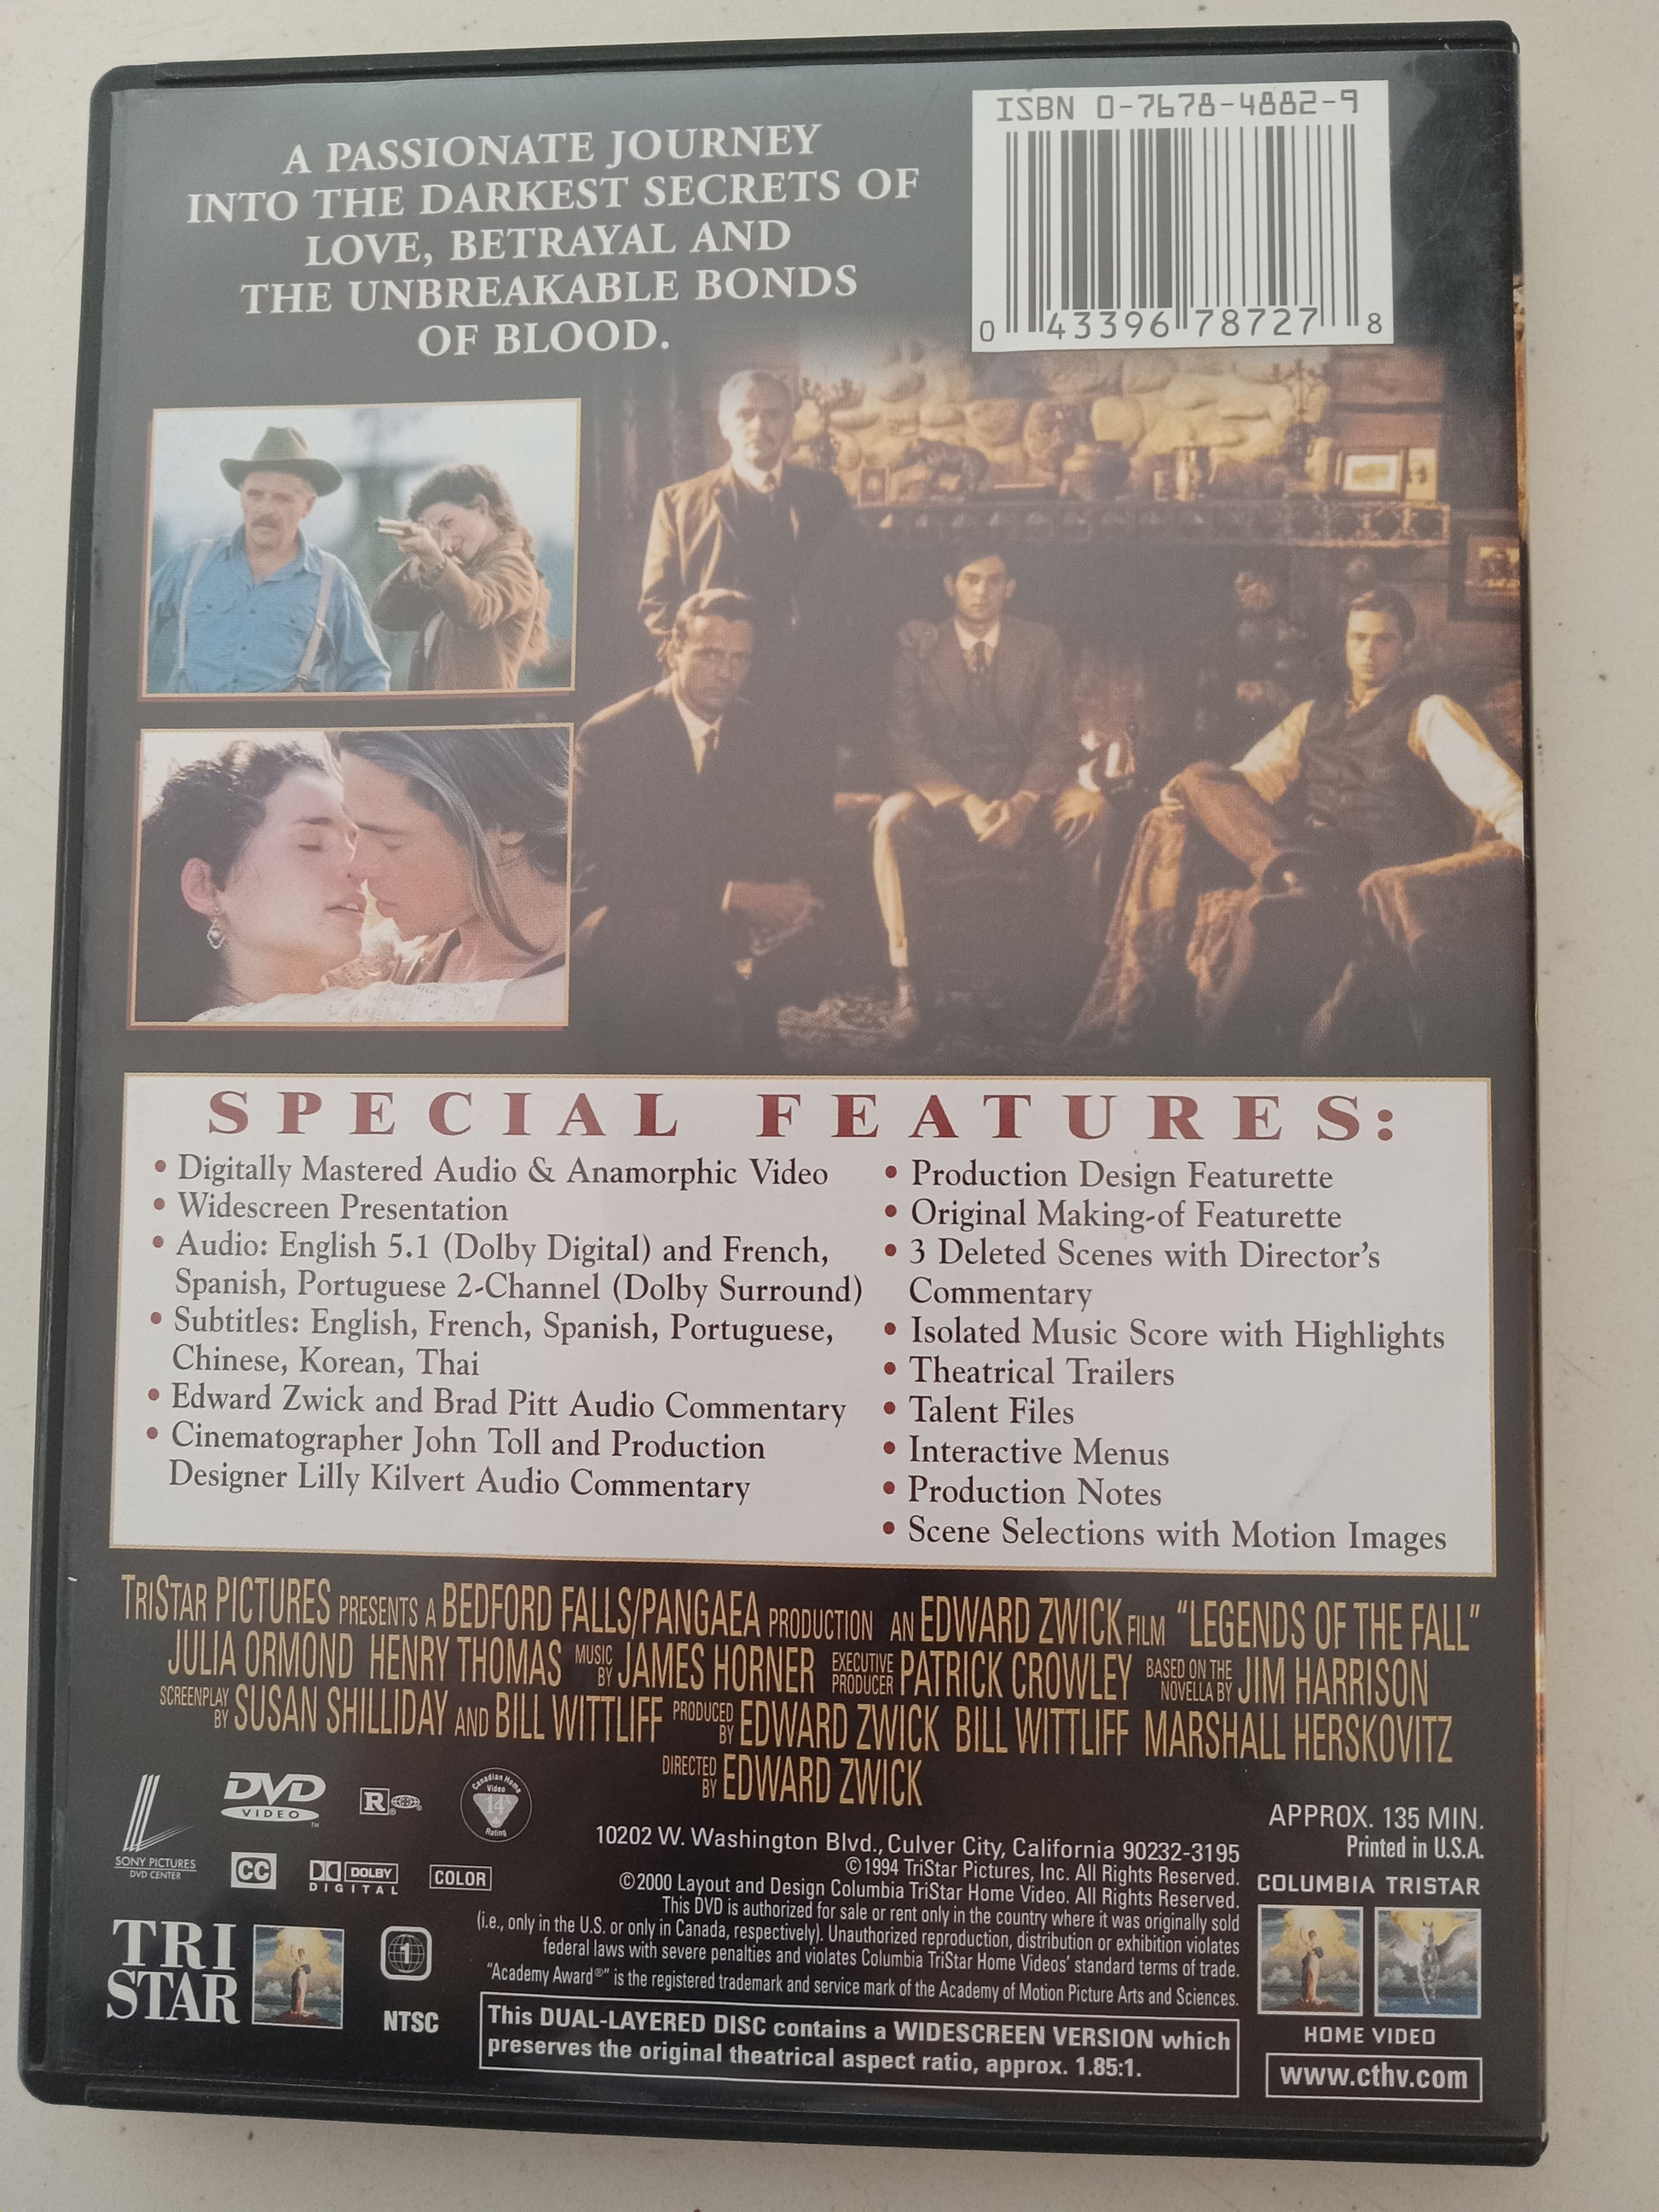 A PASSIONATE JOURNEY
INTO THE DARKEST SECRETS OF
LOVE, BETRAYAL AND
THE UNBREAKABLE BONDS
OF BLOOD.
ISBN 0-7678-4882-9
0 43396 78727 8
SPECIAL FEATURES:
• Digitally Mastered Audio & Anamorphic Video
• Widescreen Presentation
• Audio: English 5.1 (Dolby Digital) and French,
Spanish, Portuguese 2-Channel (Dolby Surround)
• Subtitles: English, French, Spanish, Portuguese,
Chinese, Korean, Thai
• Edward Zwick and Brad Pitt Audio Commentary
• Cinematographer John Toll and Production
Designer Lilly Kilvert Audio Commentary
• Production Design Featurette
• Original Making-of Featurette
• 3 Deleted Scenes with Director's
Commentary
• Isolated Music Score with Highlights
• Theatrical Trailers
• Talent Files
• Interactive Menus
• Production Notes
• Scene Selections with Motion Images
TRISTAR PICTURES PRESENTS A BEDFORD FALLS/PANGAEA PRODUCTION AN EDWARD ZWICK FILM "LEGENDS OF THE FALL"
JULIA ORMOND HENRY THOMAS MUSIC BY JAMES HORNER EXECUTIVE PRODUCER PATRICK CROWLEY BASED ON THE NOVELLA BY JIM HARRISON
SCREENPLAY BY SUSAN SHILLIDAY AND BILL WITTLIFF PRODUCED BY EDWARD ZWICK BILL WITTLIFF MARSHALL HERSKOVITZ
DIRECTED BY EDWARD ZWICK
SONY PICTURES
DVD CENTER
DVD
VIDEO
™
R
Canadian Home
Video
14
Rating
CC
DOLBY
DIGITAL
COLOR
TRI
STAR
1
NTSC
10202 W. Washington Blvd., Culver City, California 90232-3195
©1994 TriStar Pictures, Inc. All Rights Reserved.
©2000 Layout and Design Columbia TriStar Home Video. All Rights Reserved.
This DVD is authorized for sale or rent only in the country where it was originally sold
(i.e., only in the U.S. or only in Canada, respectively). Unauthorized reproduction, distribution or exhibition violates
federal laws with severe penalties and violates Columbia TriStar Home Videos' standard terms of trade.
"Academy Award®" is the registered trademark and service mark of the Academy of Motion Picture Arts and Sciences.
This DUAL-LAYERED DISC contains a WIDESCREEN VERSION which
preserves the original theatrical aspect ratio, approx. 1.85:1.
APPROX. 135 MIN.
Printed in U.S.A.
COLUMBIA TRISTAR
HOME VIDEO
www.cthv.com